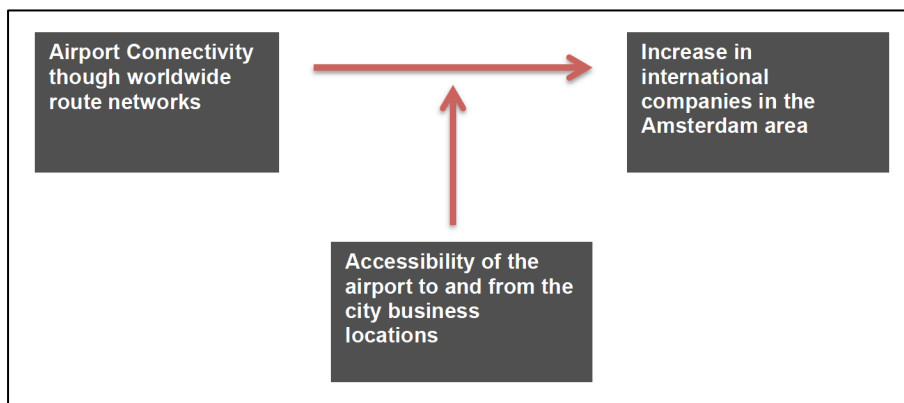 Airport Connectivity
though worldwide
route networks
Increase in
international
companies in the
Amsterdam area
Accessibility of the
airport to and from the
city business
locations